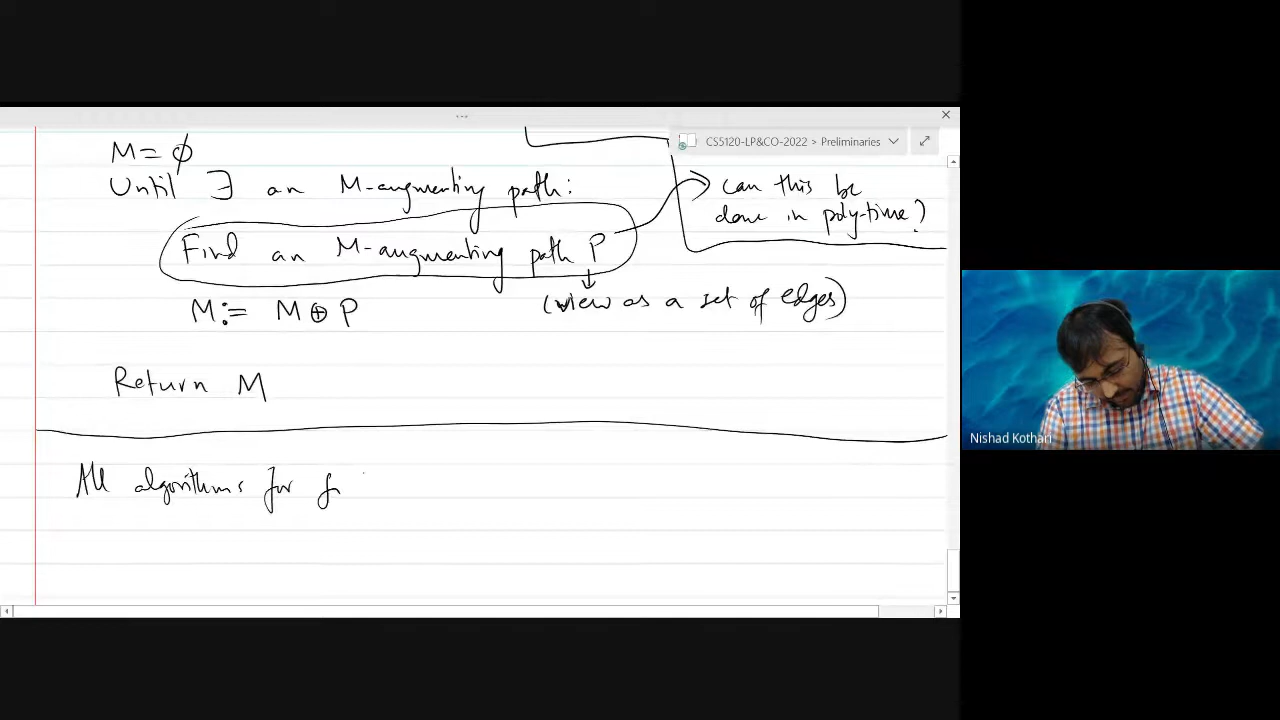 CS5120-LP&CO-2022 > Preliminaries
M = ϕ
Until ∃ an M-augmenting path:
can this be
done in poly-time?
Find an M-augmenting path P
(view as a set of edges)
M := M ⊕ P
Return M
All algorithms for
Nishad Kothari